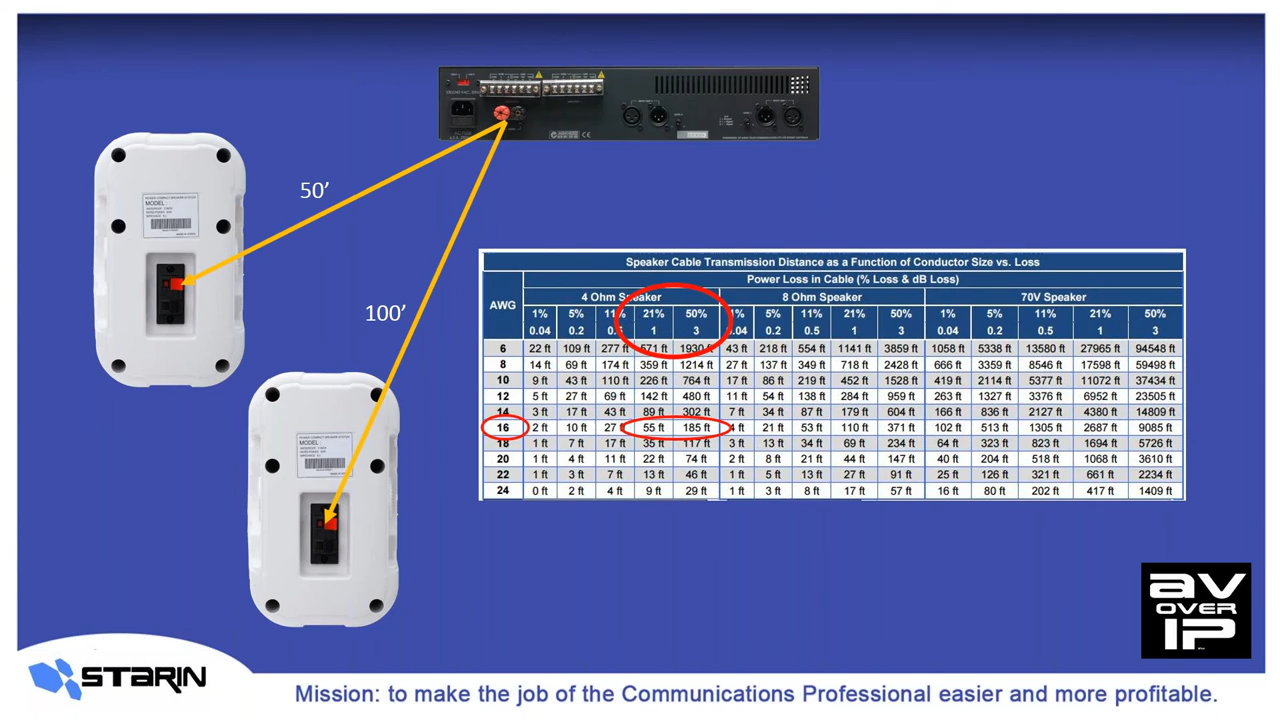 50’
100’
MODEL
MODEL
Speaker Cable Transmission Distance as a Function of Conductor Size vs. Loss
Power Loss in Cable (% Loss & dB Loss)
AWG
4 Ohm Speaker 8 Ohm Speaker 70V Speaker
1% 5% 11% 21% 50% 1% 5% 11% 21% 50% 1% 5% 11% 21% 50%
0.04 0.2 0.5 1 3 0.04 0.2 0.5 1 3 0.04 0.2 0.5 1 3
6 22 ft 109 ft 277 ft 571 ft 1930 ft 43 ft 218 ft 554 ft 1141 ft 3859 ft 1058 ft 5338 ft 13580 ft 27965 ft 94548 ft
8 14 ft 69 ft 174 ft 359 ft 1214 ft 27 ft 137 ft 349 ft 718 ft 2428 ft 666 ft 3359 ft 8546 ft 17598 ft 59498 ft
10 9 ft 43 ft 110 ft 226 ft 764 ft 17 ft 86 ft 219 ft 452 ft 1528 ft 419 ft 2114 ft 5377 ft 11072 ft 37434 ft
12 5 ft 27 ft 69 ft 142 ft 480 ft 11 ft 54 ft 138 ft 284 ft 959 ft 263 ft 1327 ft 3376 ft 6952 ft 23505 ft
14 3 ft 17 ft 43 ft 89 ft 302 ft 7 ft 34 ft 87 ft 179 ft 604 ft 166 ft 836 ft 2127 ft 4380 ft 14809 ft
16 2 ft 10 ft 27 ft 55 ft 185 ft 4 ft 21 ft 53 ft 110 ft 371 ft 102 ft 513 ft 1305 ft 2687 ft 9085 ft
18 1 ft 7 ft 17 ft 35 ft 117 ft 3 ft 13 ft 34 ft 69 ft 234 ft 64 ft 323 ft 823 ft 1694 ft 5726 ft
20 1 ft 4 ft 11 ft 22 ft 74 ft 2 ft 8 ft 21 ft 44 ft 147 ft 40 ft 204 ft 518 ft 1068 ft 3610 ft
22 1 ft 3 ft 7 ft 13 ft 46 ft 1 ft 5 ft 13 ft 27 ft 91 ft 25 ft 126 ft 321 ft 661 ft 2234 ft
24 0 ft 2 ft 4 ft 9 ft 29 ft 1 ft 3 ft 8 ft 17 ft 57 ft 16 ft 80 ft 202 ft 417 ft 1409 ft
av
OVER
IP
STARIN
Mission: to make the job of the Communications Professional easier and more profitable.